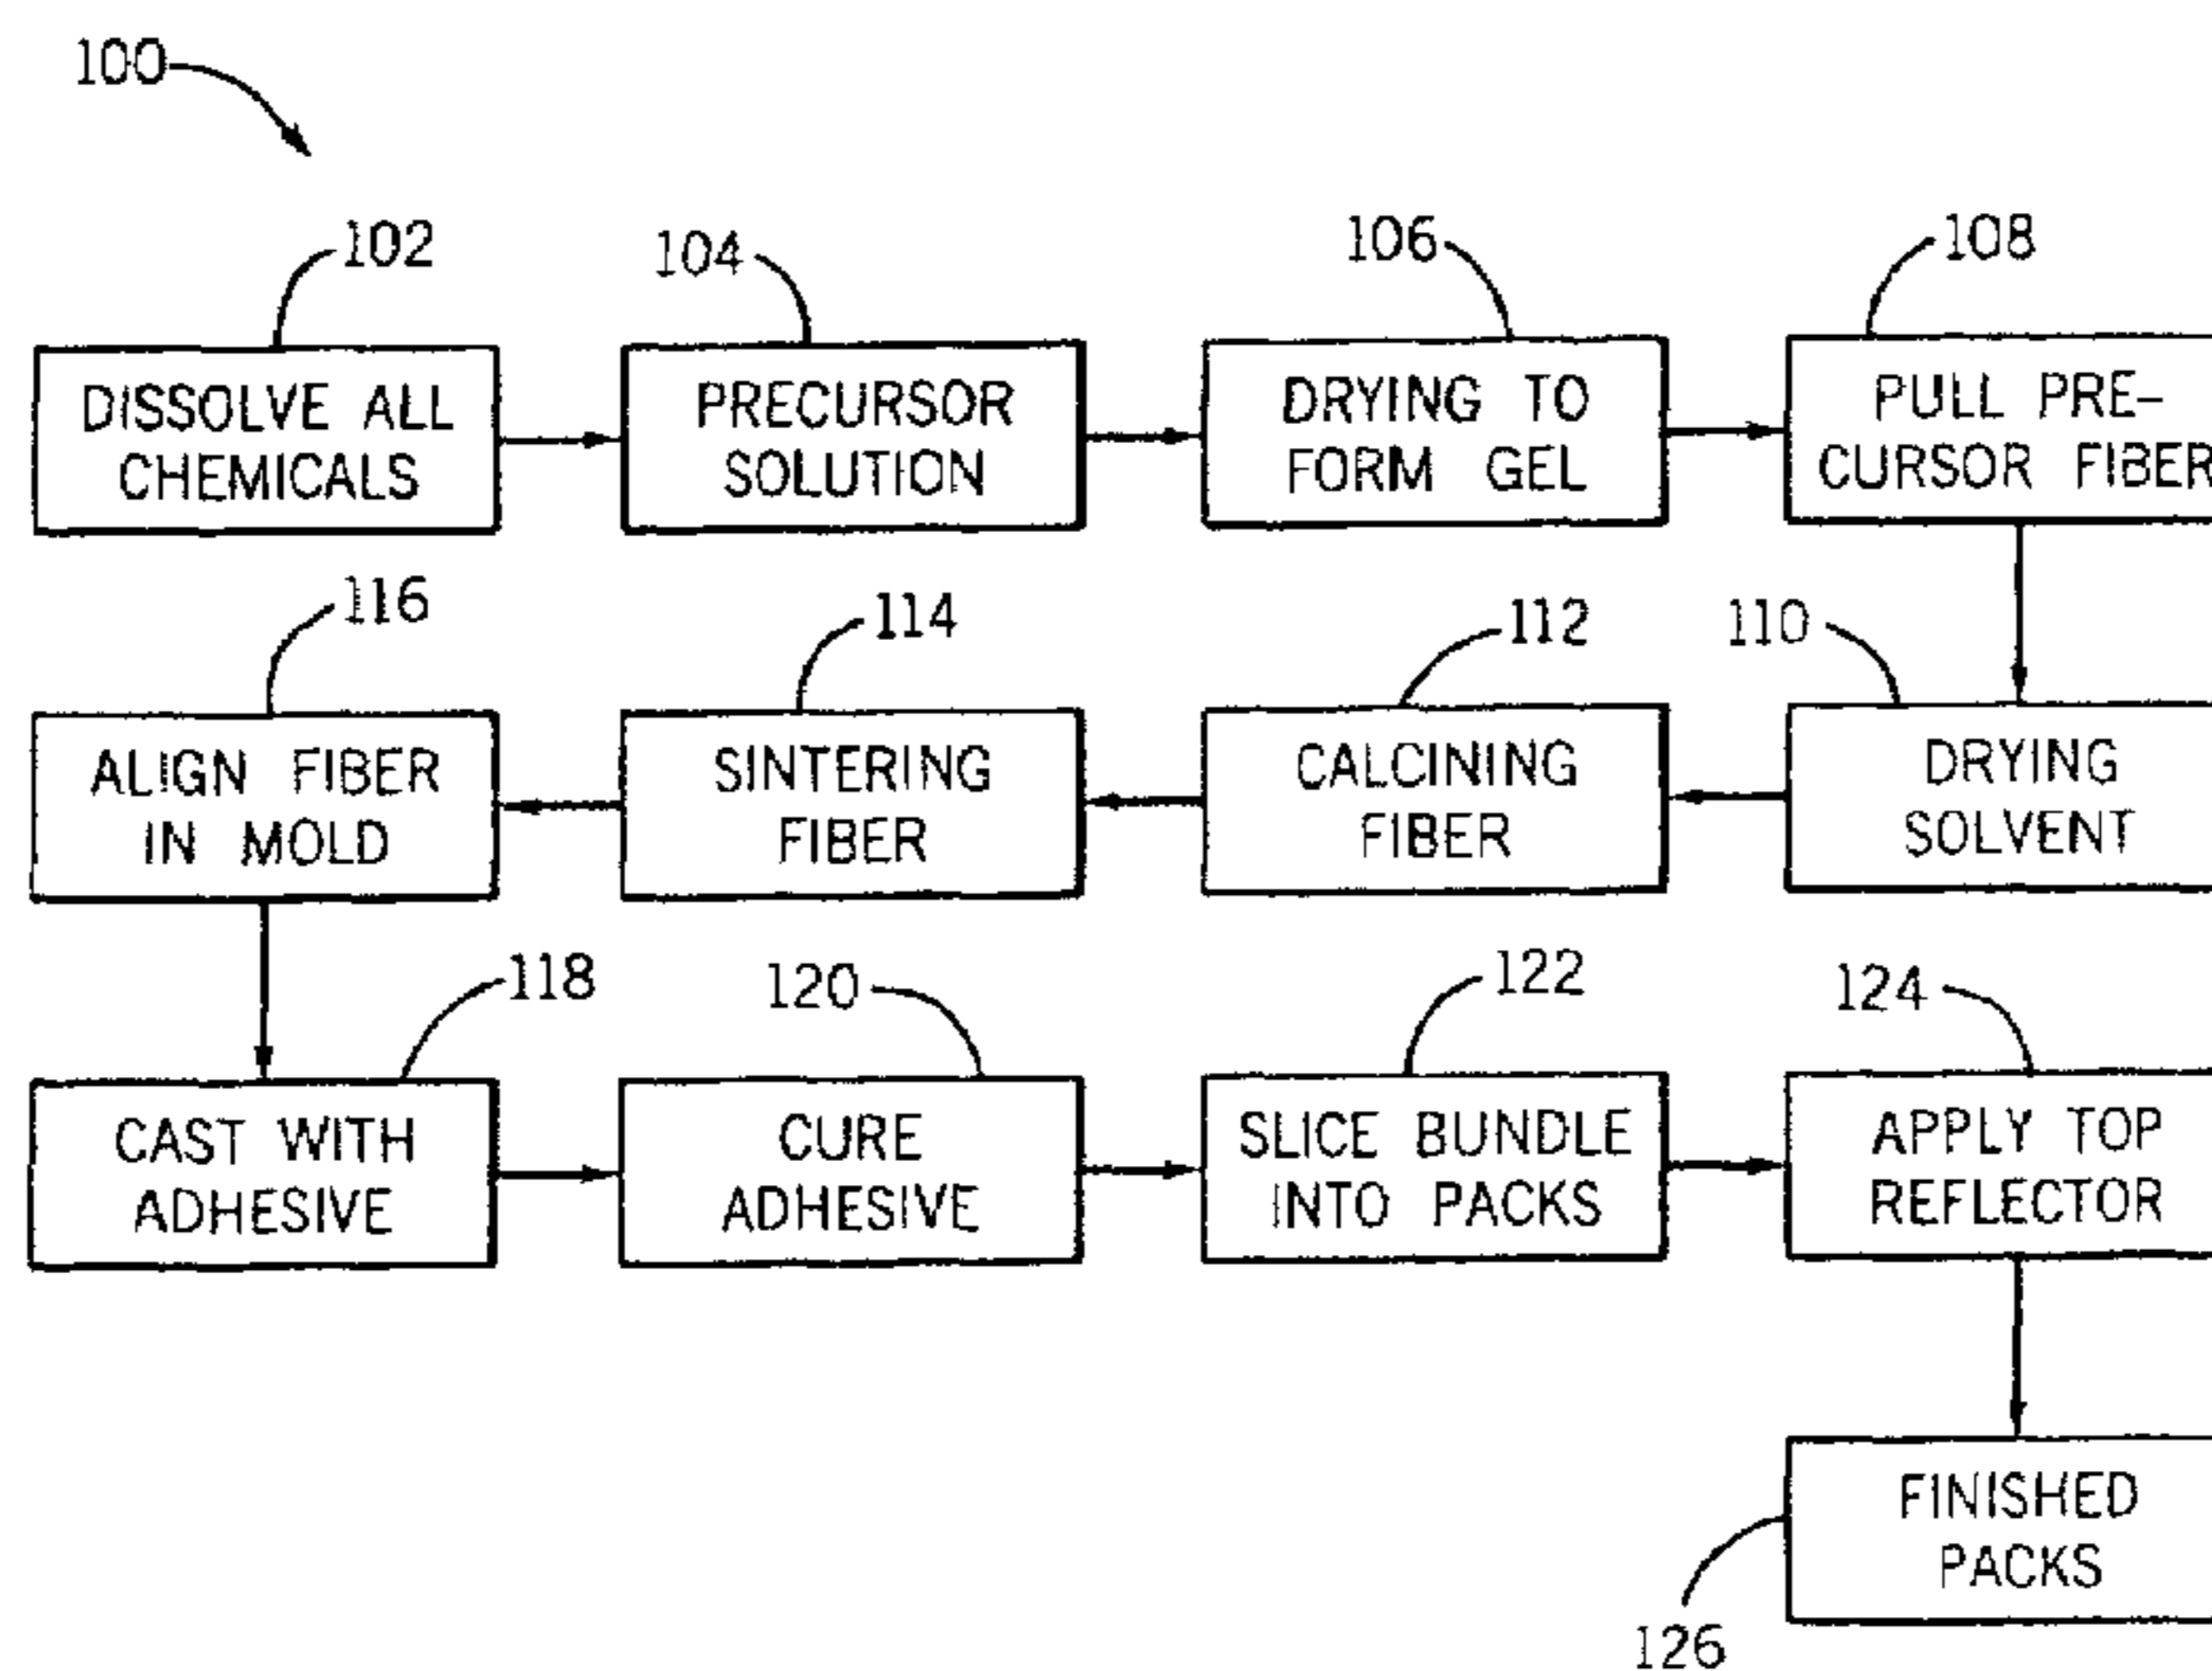 100
102
104
106
108
DISSOLVE ALL
CHEMICALS
PRECURSOR
SOLUTION
DRYING TO
FORM GEL
PULL PRE-
CURSOR FIBER
110
112
114
116
DRYING
SOLVENT
CALCINING
FIBER
SINTERING
FIBER
ALIGN FIBER
IN MOLD
118
120
122
124
CAST WITH
ADHESIVE
CURE
ADHESIVE
SLICE BUNDLE
INTO PACKS
APPLY TOP
REFLECTOR
FINISHED
PACKS
126